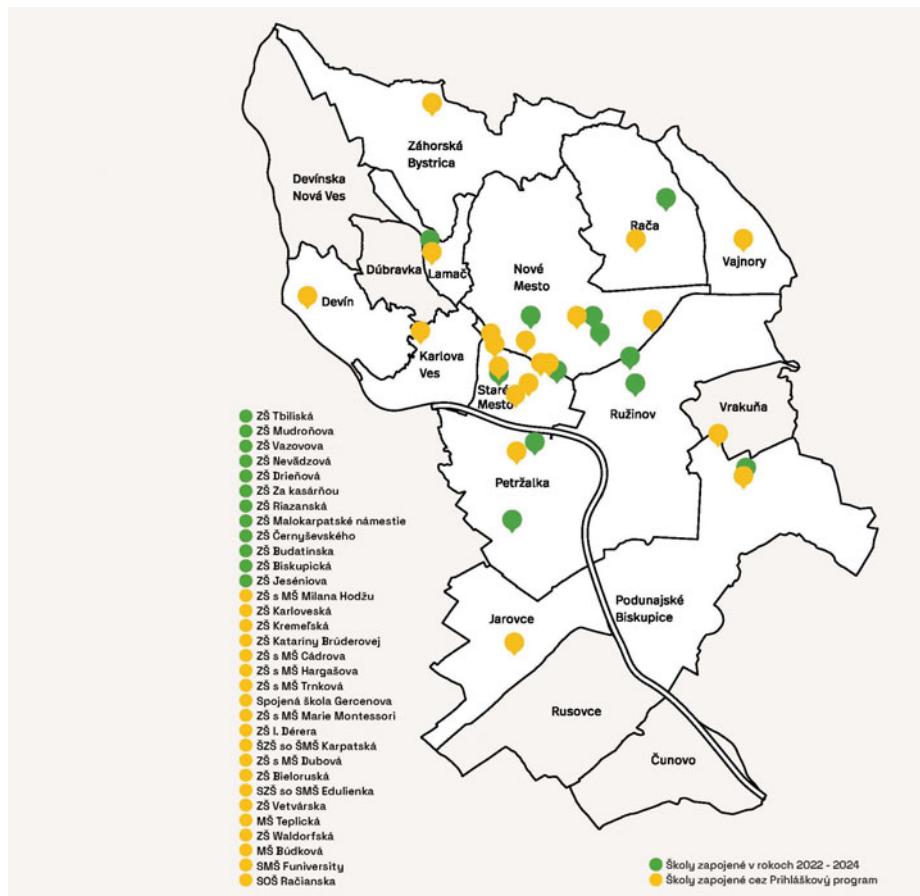 Záhorská
Bystrica
Devínska
Nová Ves
Rača
Vajnory
Dúbravka
Lamač
Nové
Mesto
Devín
Karlova
Ves
Staré
Mesto
Ružinov
Vrakuňa
Petržalka
Podunajské
Biskupice
Jarovce
Rusovce
Čunovo
ZŠ Tbiliská
ZŠ Mudroňova
ZŠ Vazovova
ZŠ Nevädzová
ZŠ Drieňová
ZŠ Za kasárňou
ZŠ Riazanská
ZŠ Malokarpatské námestie
ZŠ Černyševského
ZŠ Budatínska
ZŠ Biskupická
ZŠ Jeséniova
ZŠ s MŠ Milana Hodžu
ZŠ Karloveská
ZŠ Kremeľská
ZŠ Katariny Brúderovej
ZŠ s MŠ Cádrova
ZŠ s MŠ Hargašova
ZŠ s MŠ Trnková
Spojená škola Gercenova
ZŠ s MŠ Marie Montessori
ZŠ I. Dérera
ŠZŠ so ŠMŠ Karpatská
ZŠ s MŠ Dubová
ZŠ Bieloruská
SZŠ so SMŠ Edulienka
ZŠ Vetvárska
MŠ Teplická
ZŠ Waldorfská
MŠ Búdková
SMŠ Funiversity
SOŠ Račianska
Školy zapojené v rokoch 2022 - 2024
Školy zapojené cez Prihláškový program